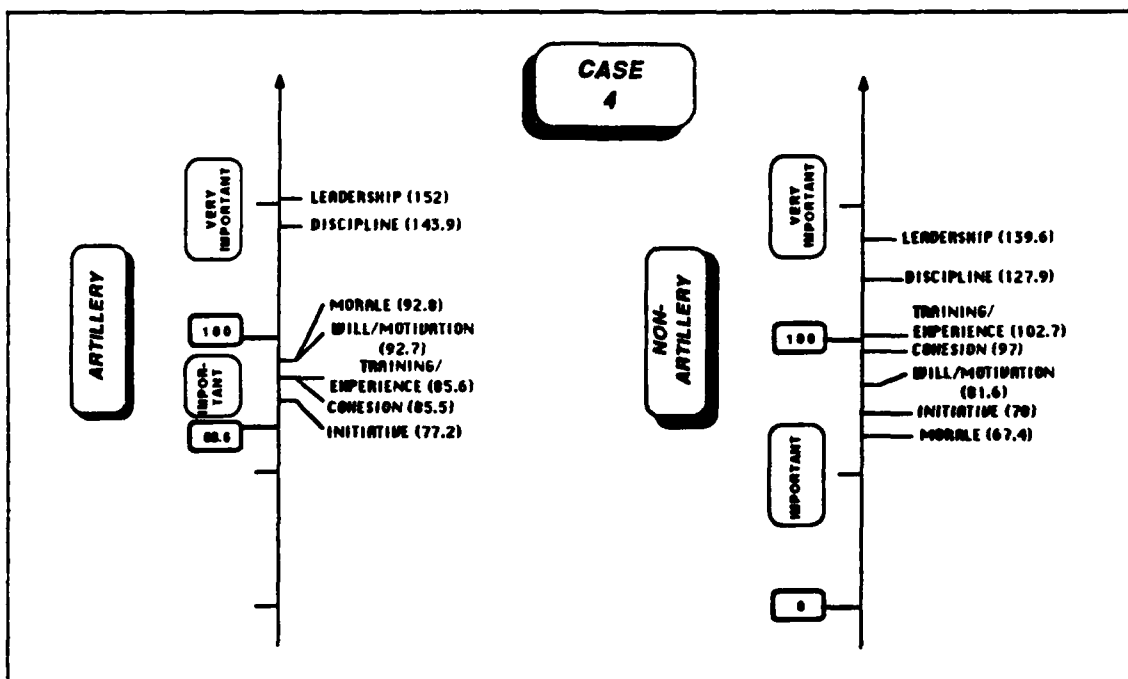 CASE
4
ARTILLERY
VERY
IMPORTANT
LEADERSHIP (152)
DISCIPLINE (143.9)
100
MORALE (92.8)
WILL/MOTIVATION
(92.7)
TRAINING/
EXPERIENCE (85.6)
COHESION (85.5)
INITIATIVE (77.2)
IMPOR-
TANT
NON-
ARTILLERY
VERY
IMPORTANT
LEADERSHIP (139.6)
DISCIPLINE (127.9)
100
TRAINING/
EXPERIENCE (102.7)
COHESION (97)
WILL/MOTIVATION
(81.6)
INITIATIVE (70)
MORALE (67.4)
IMPORTANT
0